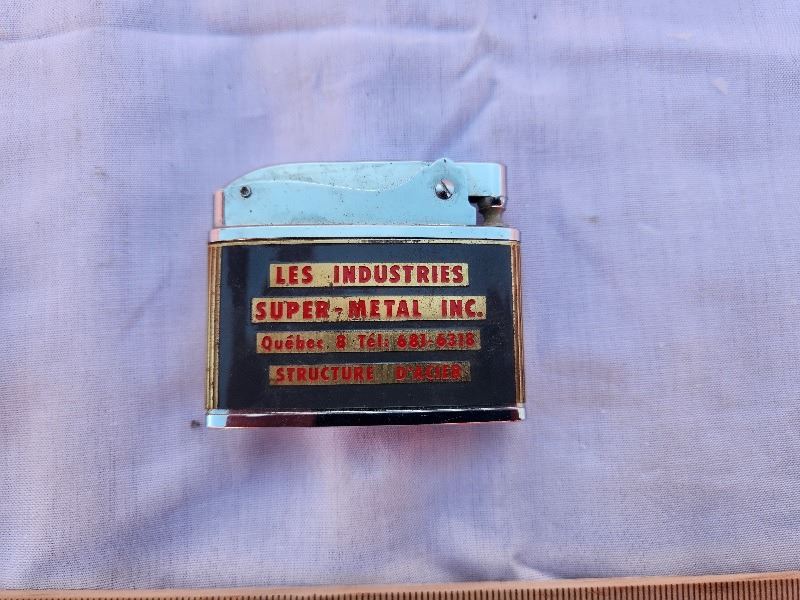 LES INDUSTRIES
SUPER-METAL INC.
Québec 8 Tél: 681-6318
STRUCTURE D'ACIER